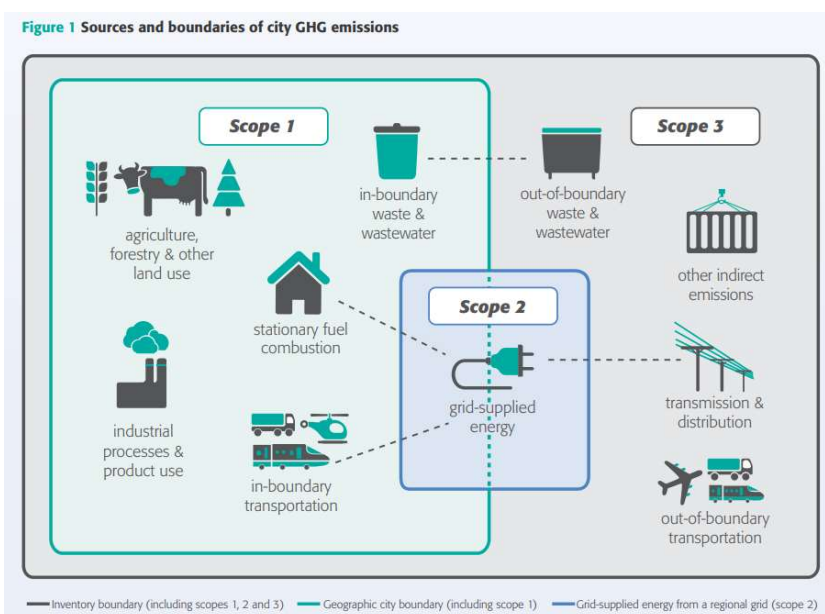 Figure 1 Sources and boundaries of city GHG emissions
Scope 1
Scope 3
in-boundary
waste &
wastewater
out-of-boundary
waste &
wastewater
agriculture,
forestry & other
land use
other indirect
emissions
Scope 2
stationary fuel
combustion
grid-supplied
energy
transmission &
distribution
industrial
processes &
product use
in-boundary
transportation
out-of-boundary
transportation
Inventory boundary (including scopes 1, 2 and 3) Geographic city boundary (including scope 1) Grid-supplied energy from a regional grid (scope 2)